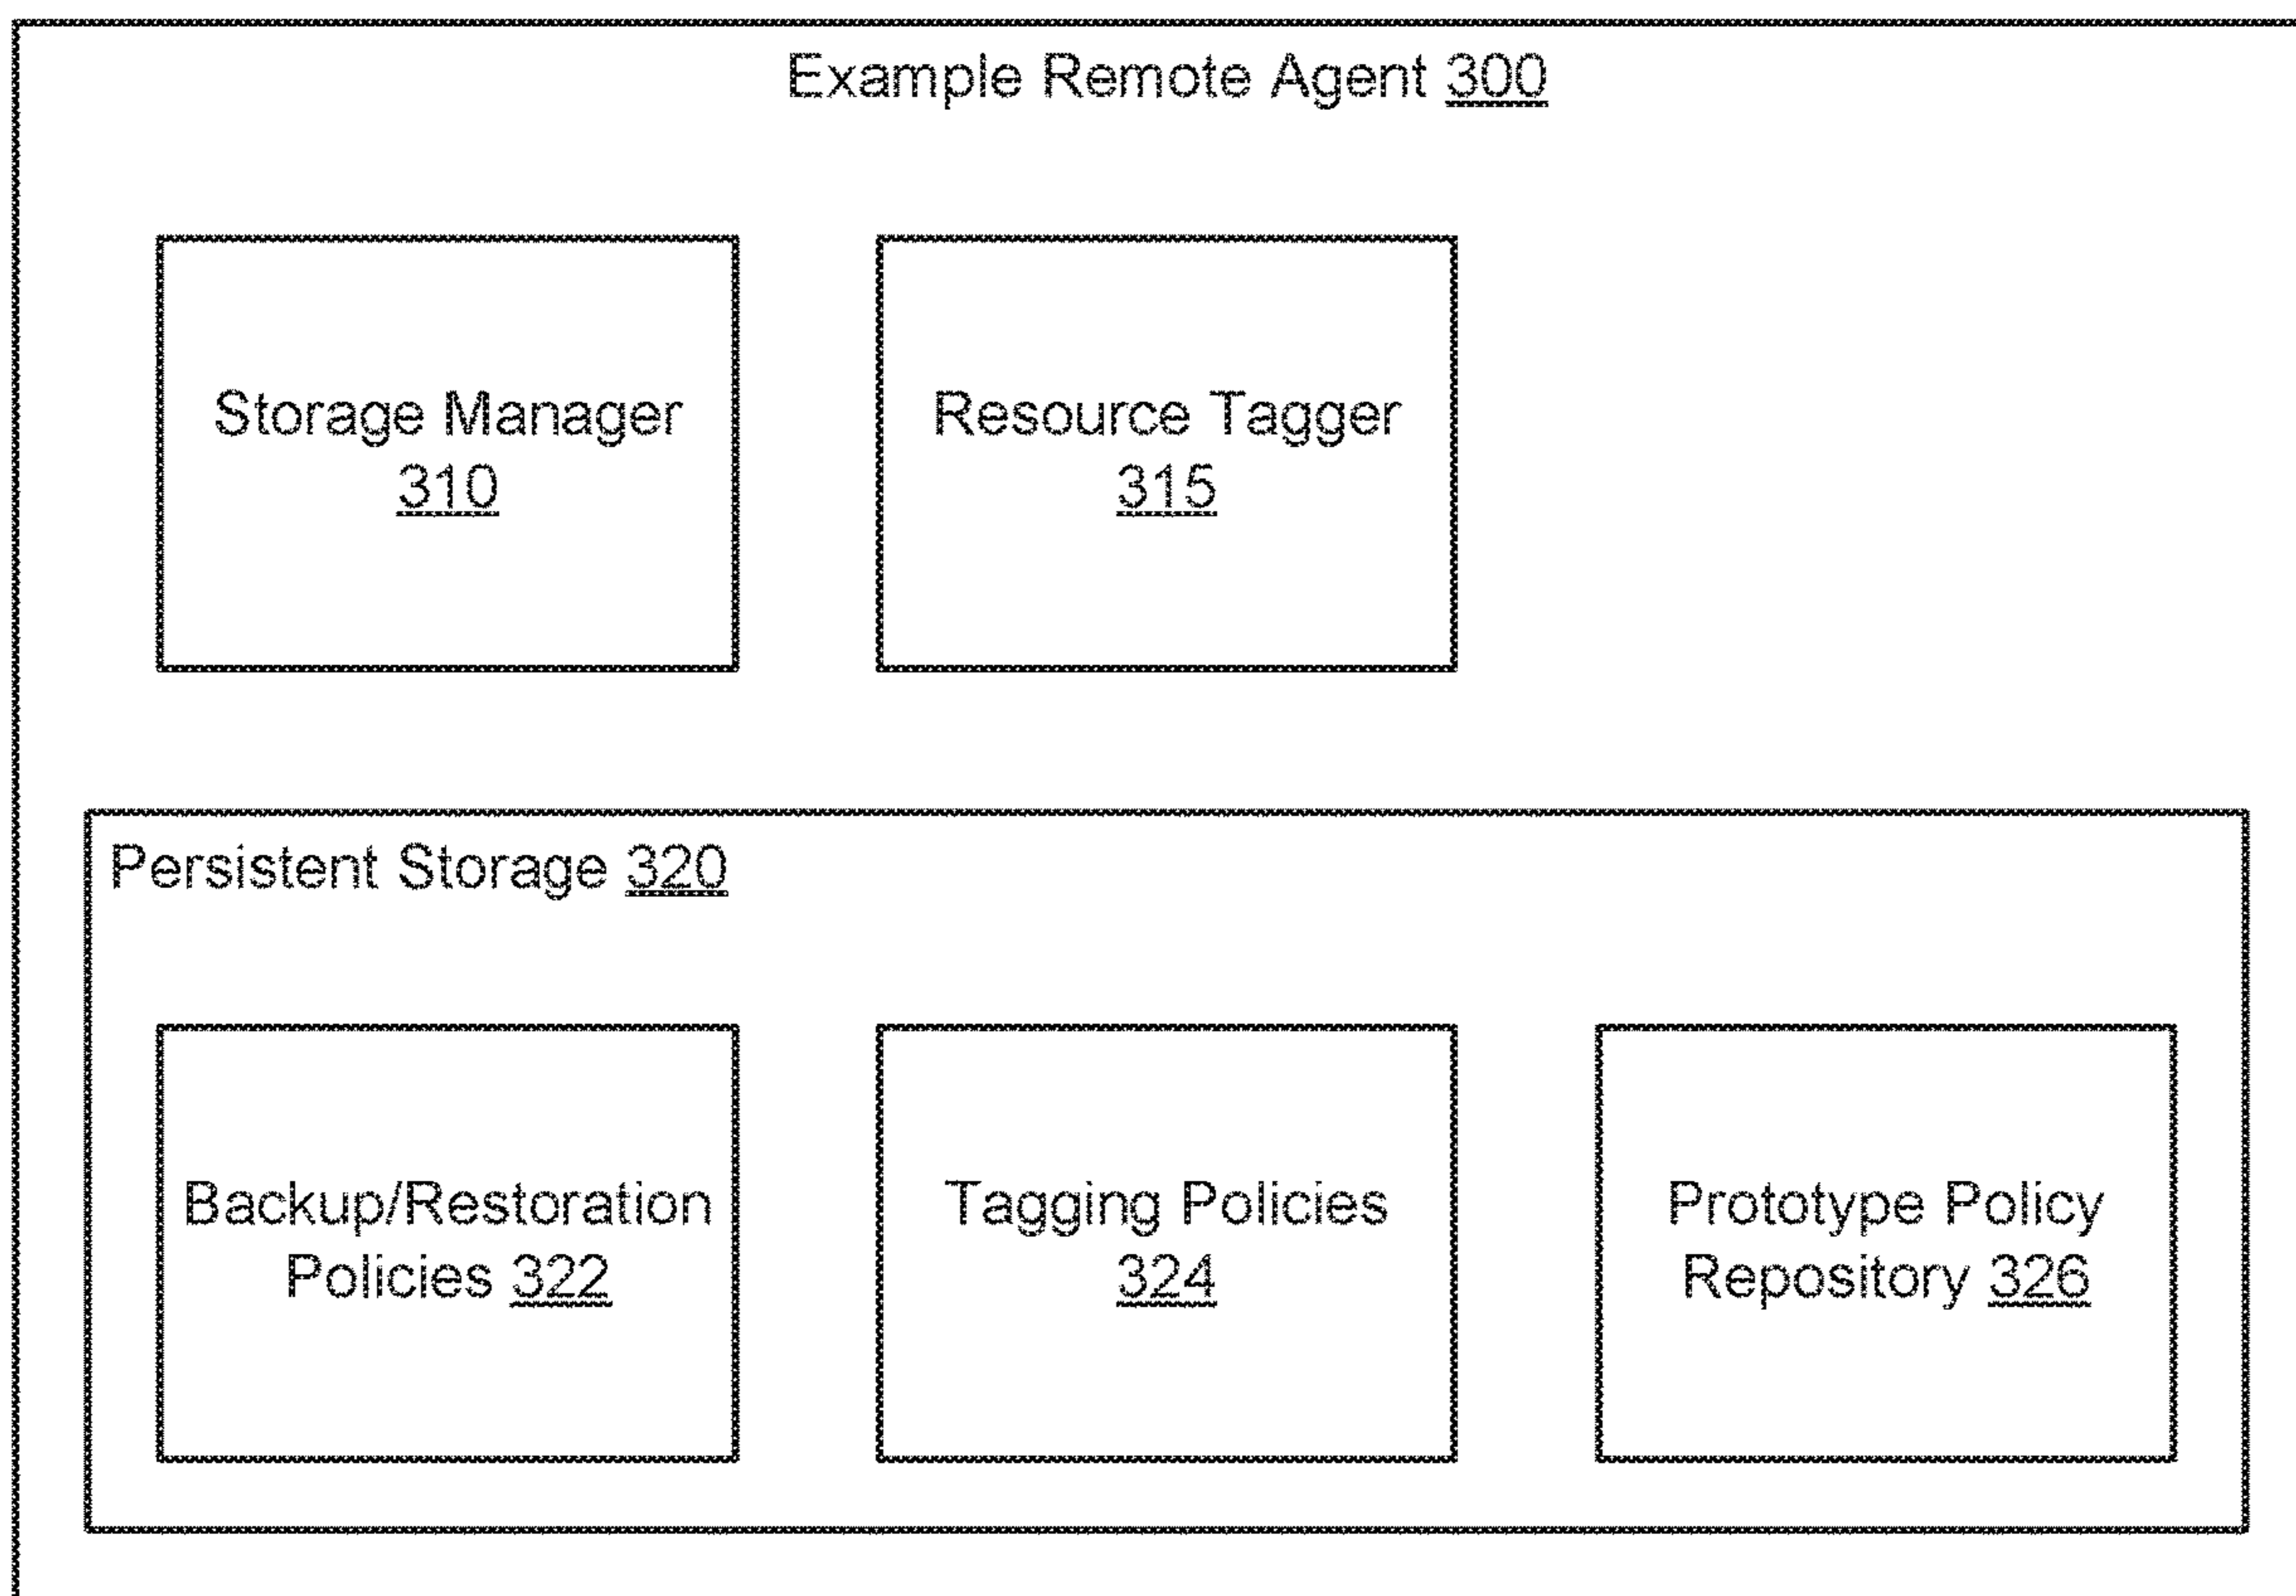 Example Remote Agent 300
Storage Manager
310
Resource Tagger
315
Persistent Storage 320
Backup/Restoration
Policies 322
Tagging Policies
324
Prototype Policy
Repository 326